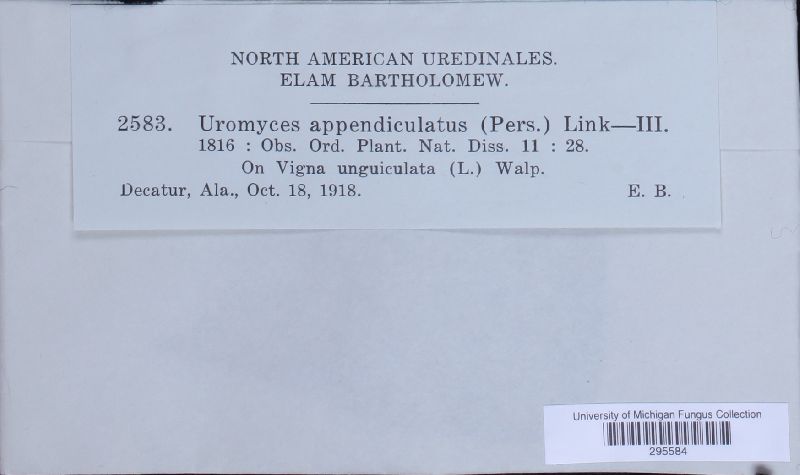 NORTH AMERICAN UREDINALES.
ELAM BARTHOLOMEW.
2583. Uromyces appendiculatus (Pers.) Link—III.
1816 : Obs. Ord. Plant. Nat. Diss. 11 : 28.
On Vigna unguiculata (L.) Walp.
Decatur, Ala., Oct. 18, 1918. E. B.
University of Michigan Fungus Collection
295584